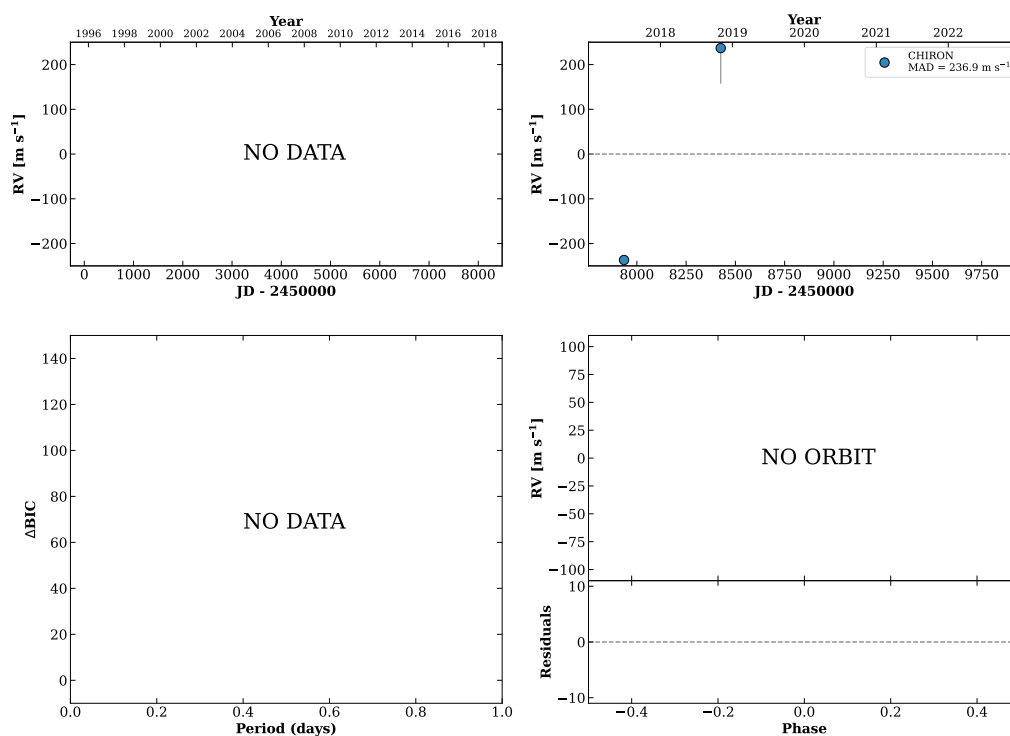 Year
1996 1998 2000 2002 2004 2006 2008 2010 2012 2014 2016 2018
200
100
0
−100
−200
RV [m s⁻¹]
NO DATA
0 1000 2000 3000 4000 5000 6000 7000 8000
JD - 2450000
Year
2018 2019 2020 2021 2022
200
100
0
−100
−200
RV [m s⁻¹]
CHIRON
MAD = 236.9 m s⁻¹
8000 8250 8500 8750 9000 9250 9500 9750
JD - 2450000
140
120
100
80
60
40
20
0
ΔBIC
NO DATA
0.0 0.2 0.4 0.6 0.8 1.0
Period (days)
100
75
50
25
0
−25
−50
−75
−100
RV [m s⁻¹]
NO ORBIT
10
0
−10
Residuals
−0.4 −0.2 0.0 0.2 0.4
Phase